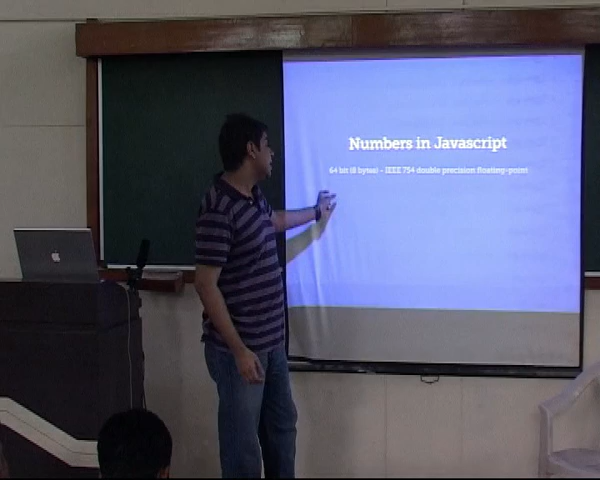 Numbers in Javascript
64 bit (8 bytes) - IEEE 754 double precision floating-point